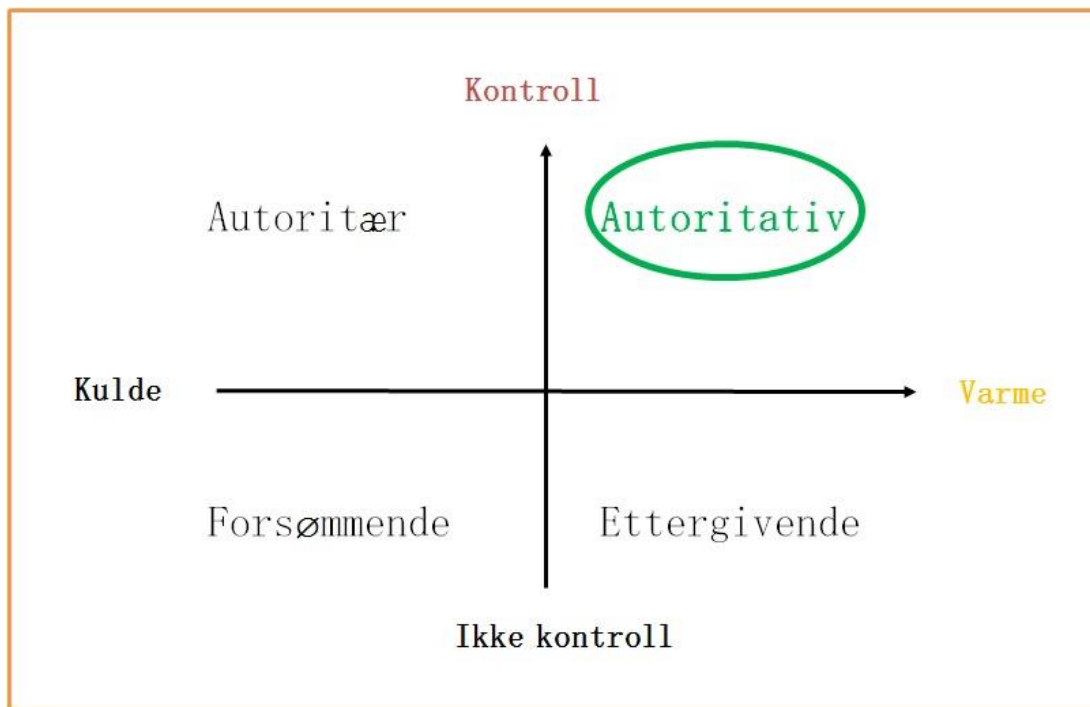 Kontroll
Autoritær
Autoritativ
Kulde
Varme
Forsømmende
Ettergivende
Ikke kontroll